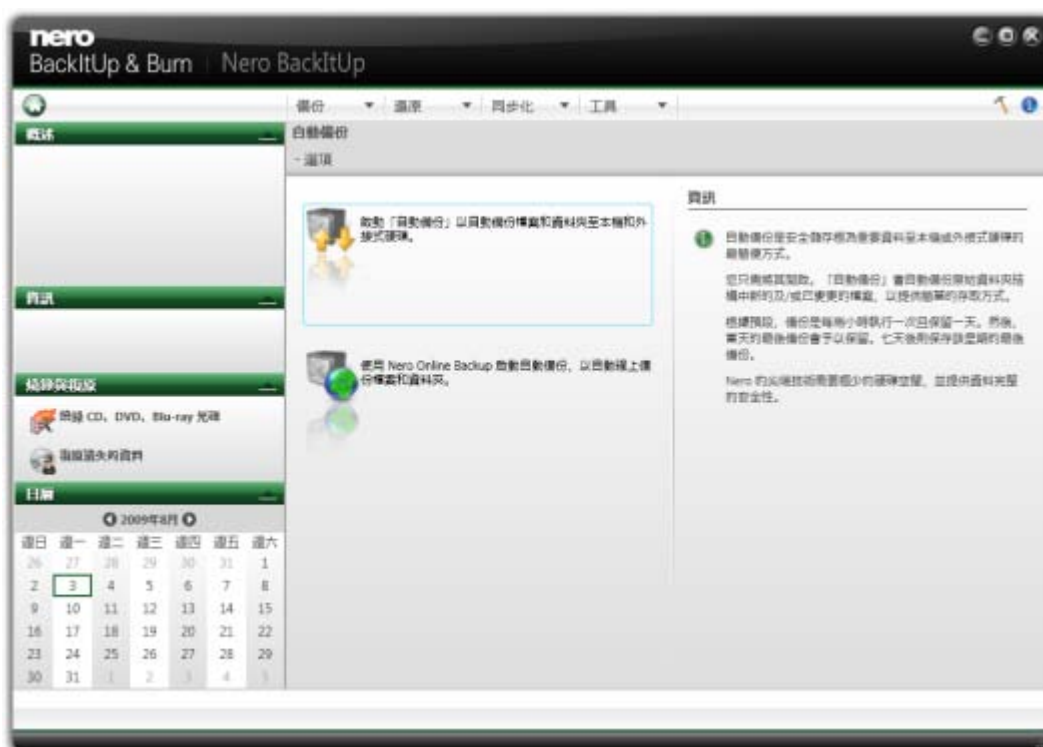 nero
BackItUp & Burn | Nero BackItUp
備份 還原 同步化 工具
概述
自動備份
- 選項
啟動「自動備份」以自動備份檔案和資料夾至本機和外
接式硬碟。
使用 Nero Online Backup 啟動自動備份，以自動線上備
份檔案和資料夾。
資訊
自動備份是安全儲存極為重要資料至本機或外接式硬碟的
最簡便方式。
您只需將其開啟。「自動備份」會自動備份原始資料夾結
構中新的及/或已變更的檔案，以提供簡單的存取方式。
根據預設，備份是每兩小時執行一次且保留一天。然後，
當天的最後備份會予以保留。七天後則保存該星期的最後
備份。
Nero 的尖端技術需要極少的硬碟空間，並提供資料完整
的安全性。
資訊
燒錄與復原
燒錄 CD、DVD、Blu-ray 光碟
復原遺失的資料
日曆
2009年8月
週日 週一 週二 週三 週四 週五 週六
26 27 28 29 30 31 1
2 3 4 5 6 7 8
9 10 11 12 13 14 15
16 17 18 19 20 21 22
23 24 25 26 27 28 29
30 31 1 2 3 4 5